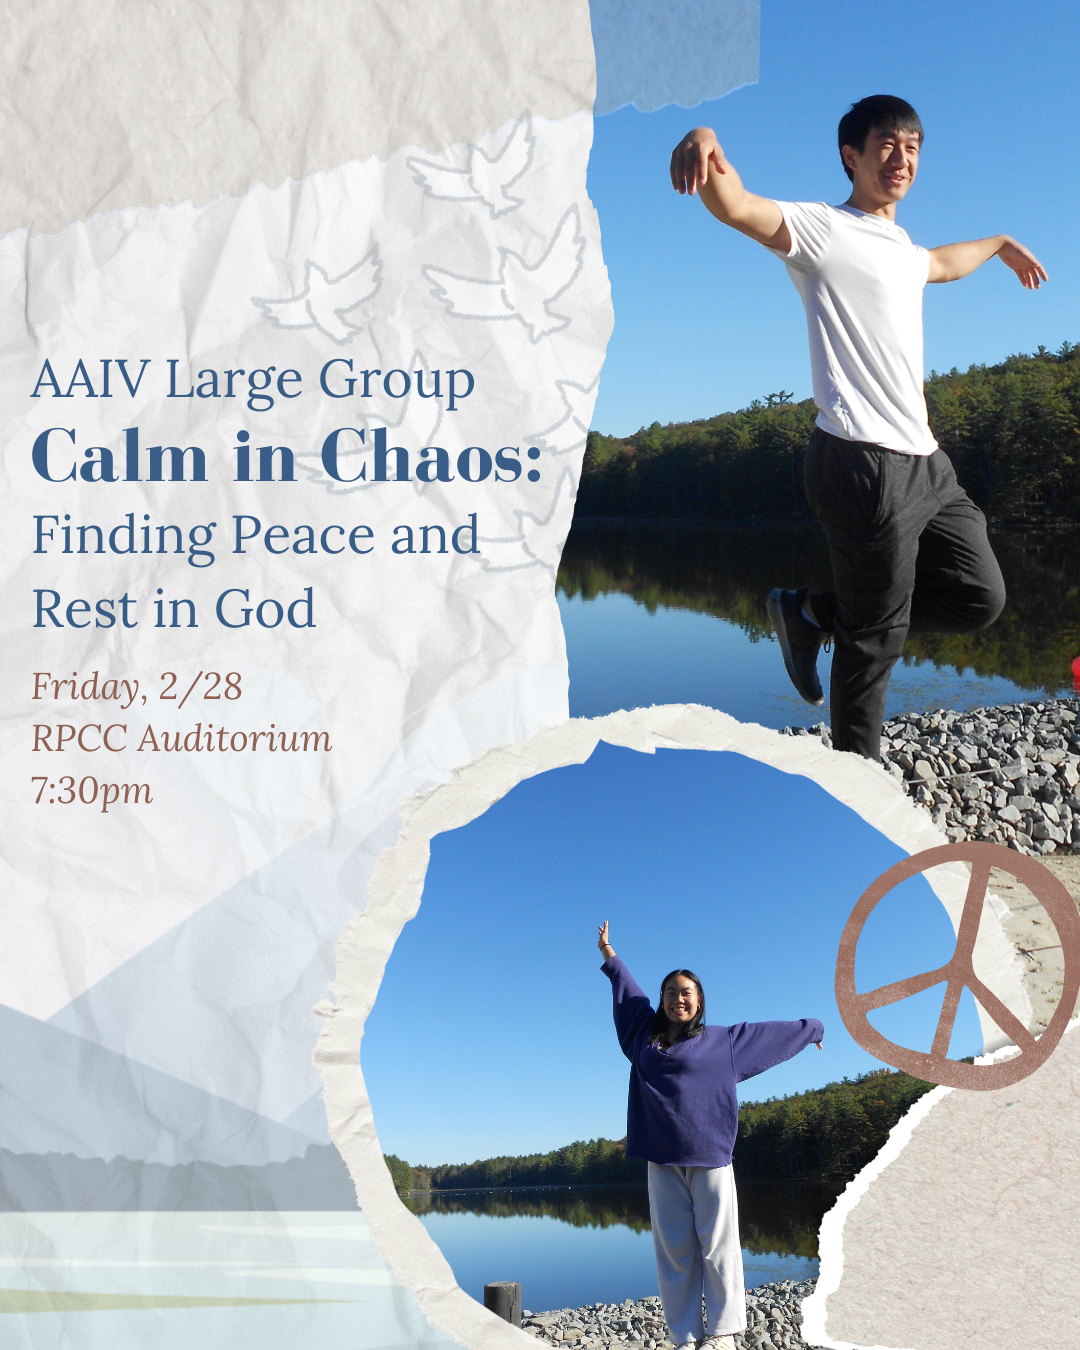 AAIV Large Group
Calm in Chaos:
Finding Peace and
Rest in God
Friday, 2/28
RPCC Auditorium
7:30pm